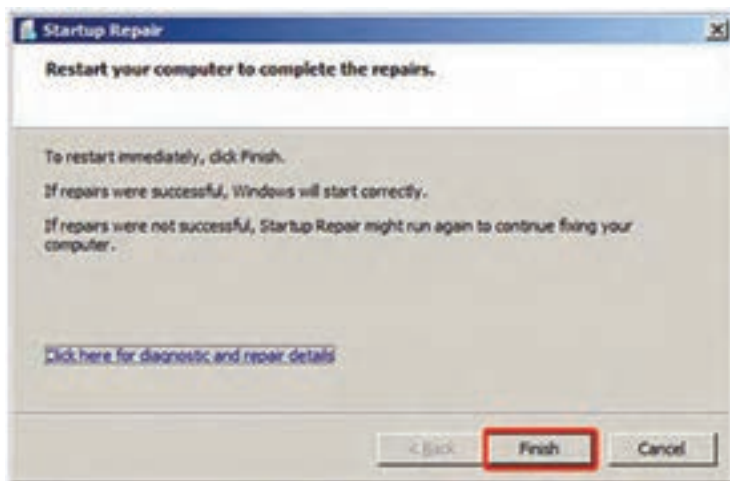 Startup Repair
Restart your computer to complete the repairs.
To restart immediately, click Finish.
If repairs were successful, Windows will start correctly.
If repairs were not successful, Startup Repair might run again to continue fixing your
computer.
Click here for diagnostic and repair details
< Back Finish Cancel